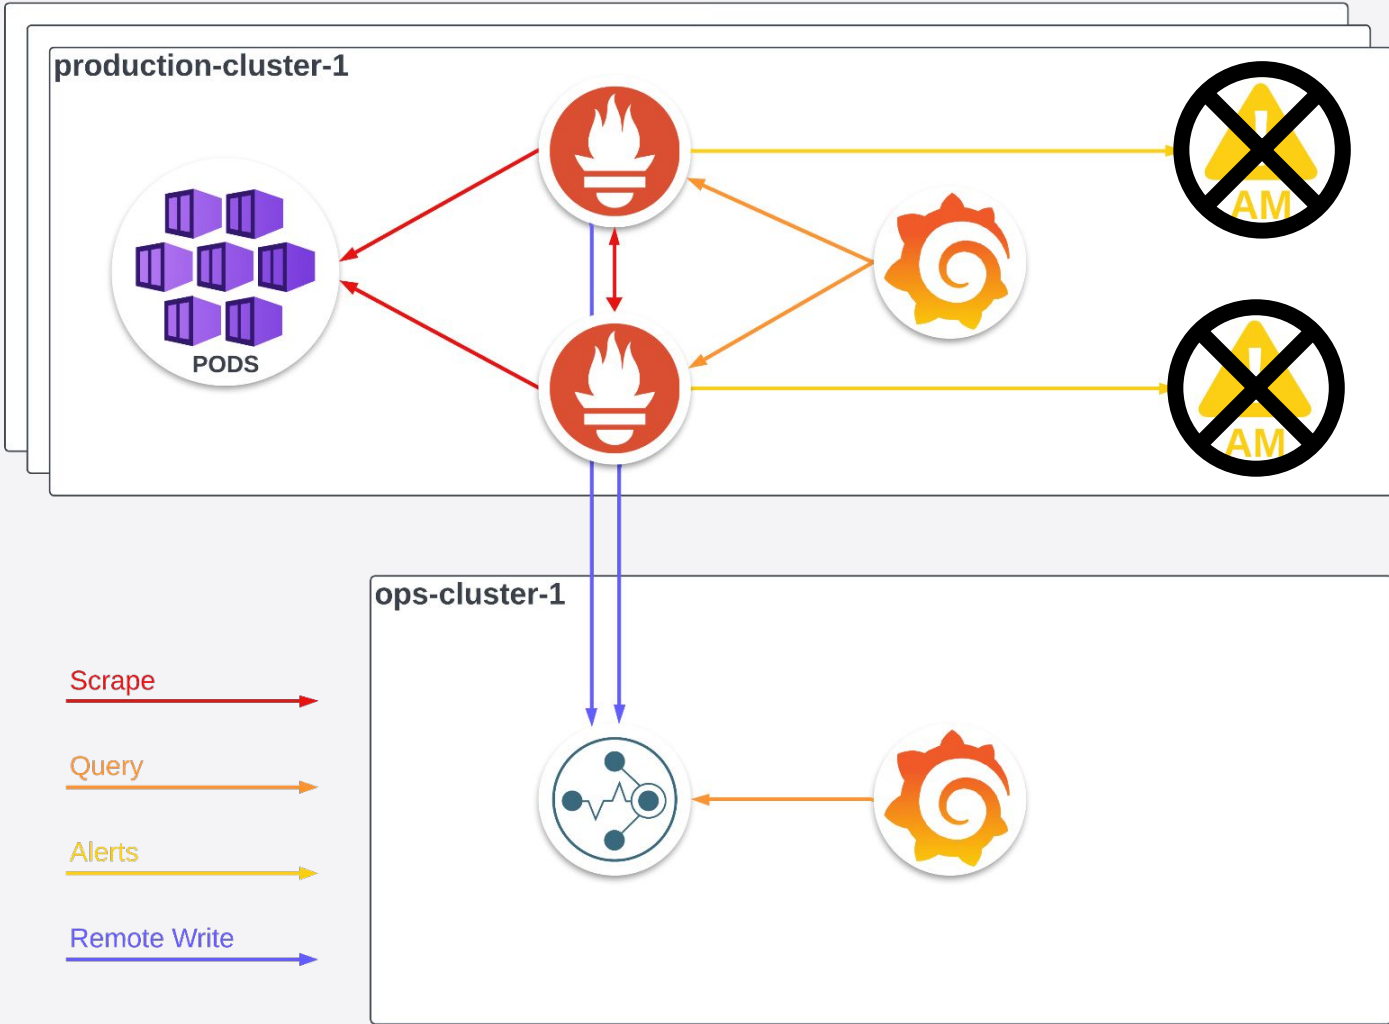 production-cluster-1
AM
PODS
AM
ops-cluster-1
Scrape
Query
Alerts
Remote Write